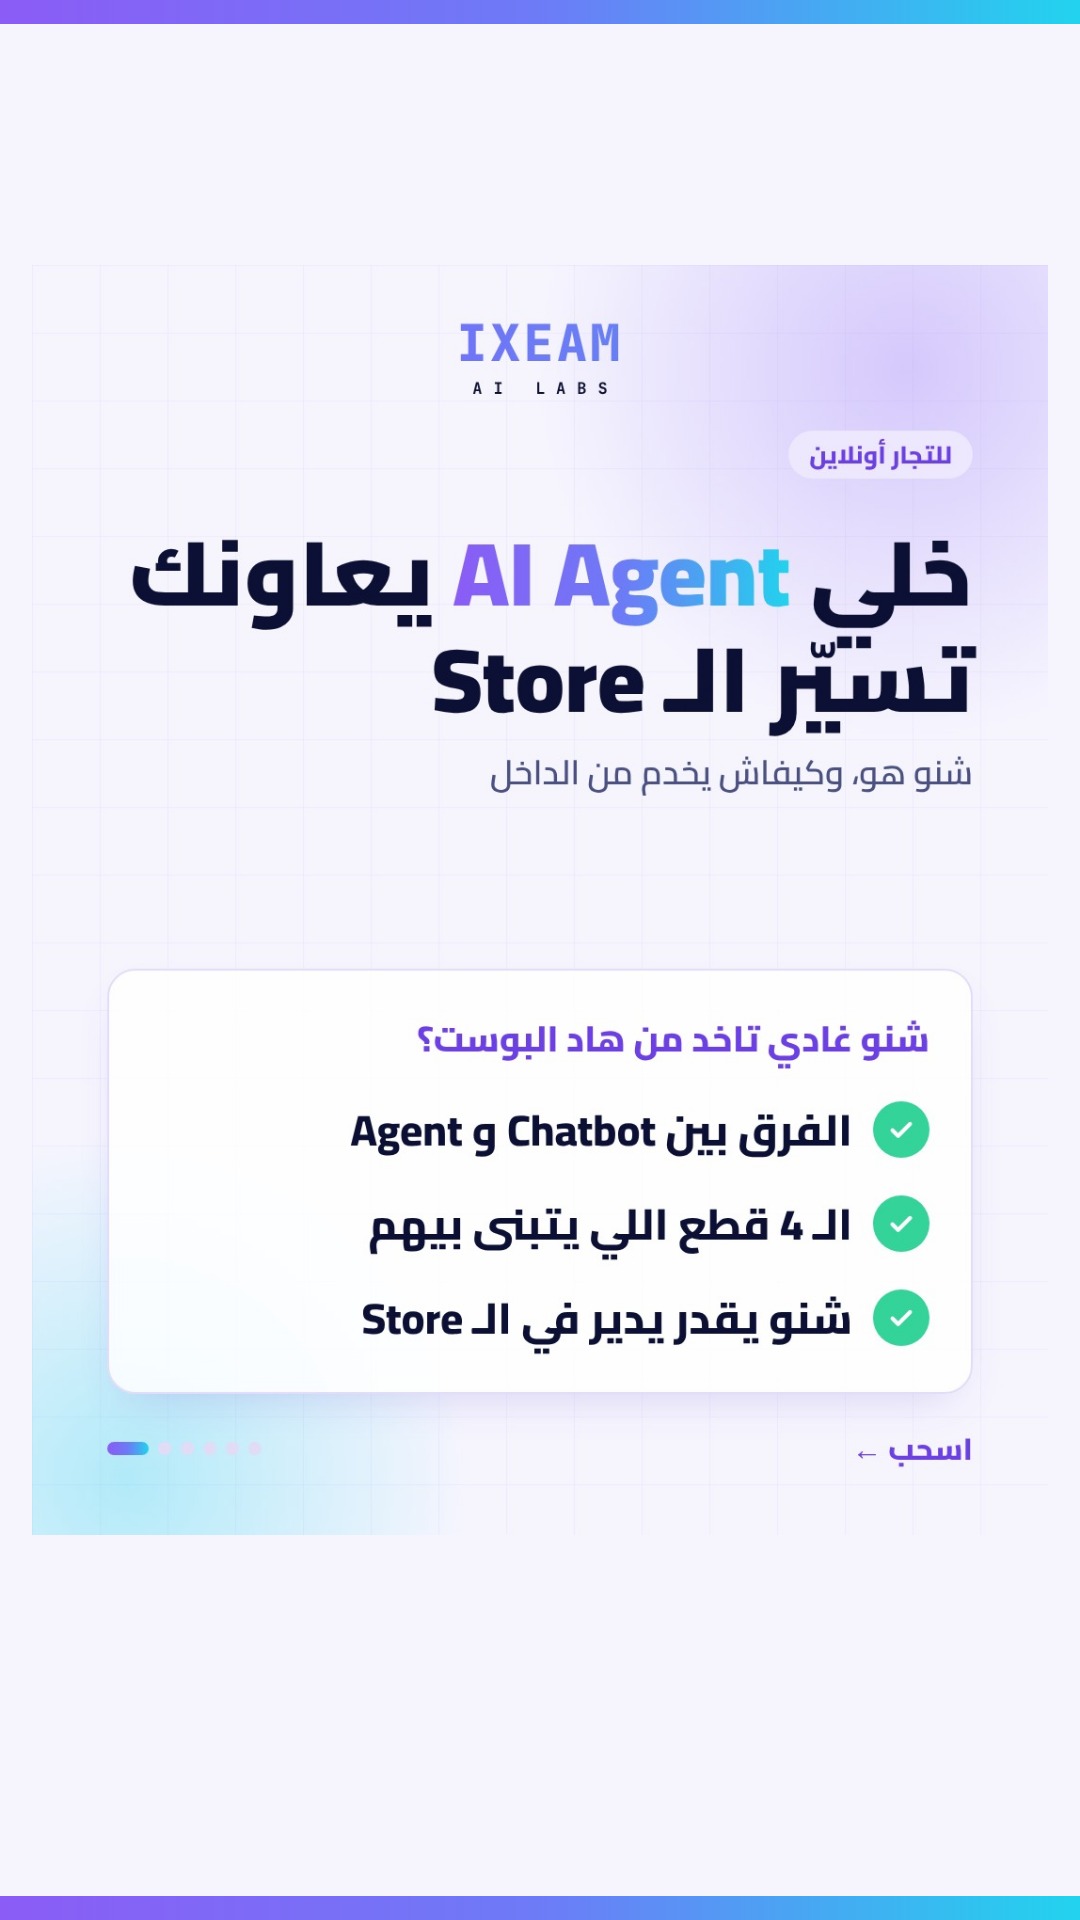 IXEAM
AI LABS
للتجار أونلاين
خلي AI Agent يعاونك
تسيّر الـ Store
شنو هو، وكيفاش يخدم من الداخل
شنو غادي تاخد من هاد البوست؟
الفرق بين Chatbot و Agent
الـ 4 قطع اللي يتبنى بيهم
شنو يقدر يدير في الـ Store
اسحب ←